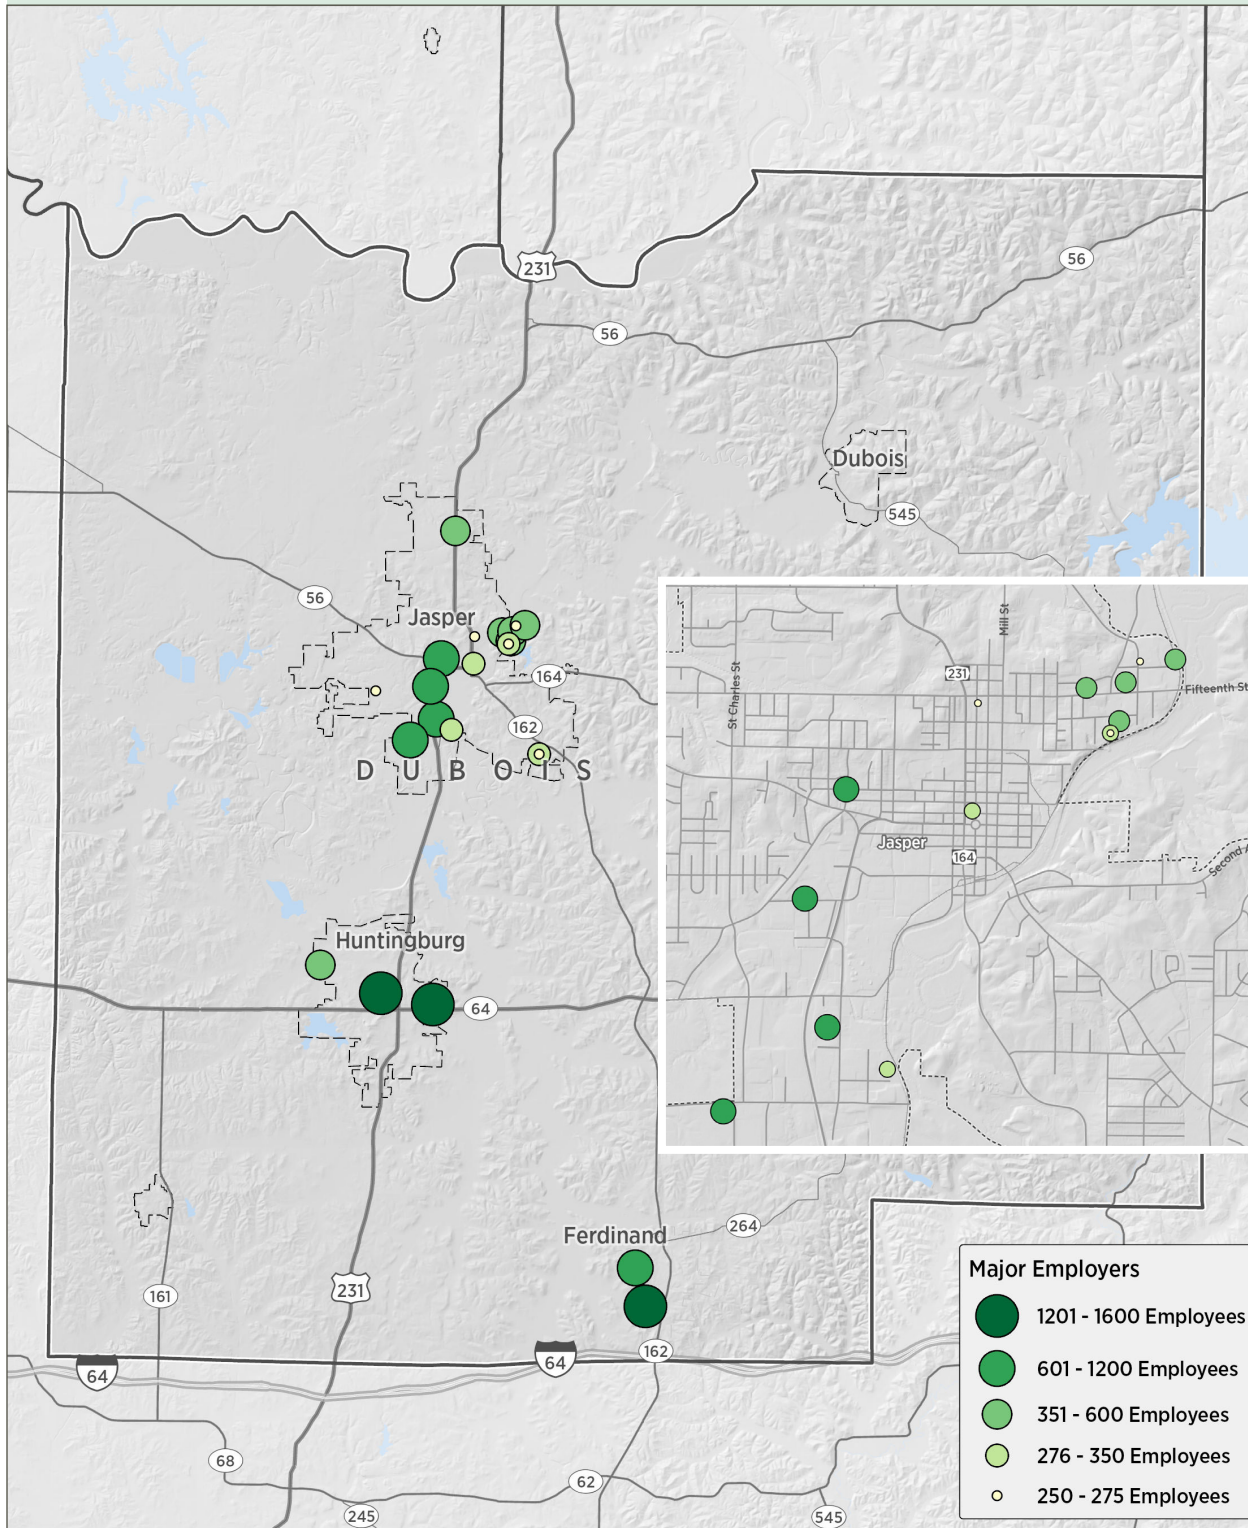 231
56
56
Dubois
545
56
Jasper
164
162
D U B O I S
Huntingburg
64
Ferdinand
264
161
231
162
64
64
68
62
245
545
Mill St
St Charles St
231
Fifteenth St
Jasper
164
Major Employers
1201 - 1600 Employees
601 - 1200 Employees
351 - 600 Employees
276 - 350 Employees
250 - 275 Employees